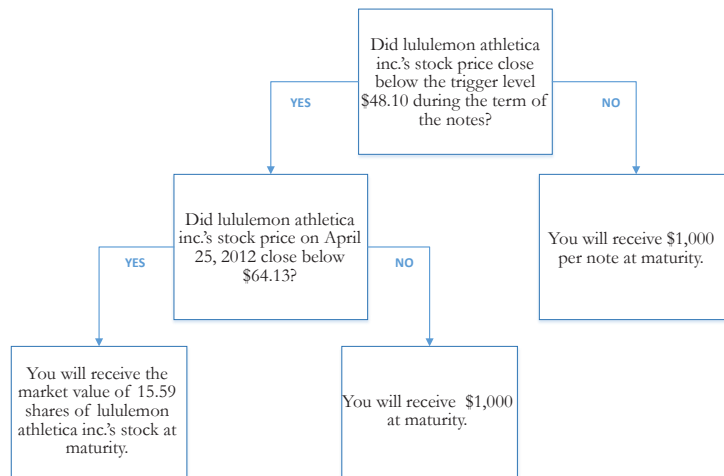 Did lululemon athletica
inc.'s stock price close
below the trigger level
$48.10 during the term of
the notes?
YES
NO
Did lululemon athletica
inc.'s stock price on April
25, 2012 close below
$64.13?
You will receive $1,000
per note at maturity.
YES
NO
You will receive the
market value of 15.59
shares of lululemon
athletica inc.'s stock at
maturity.
You will receive $1,000
at maturity.